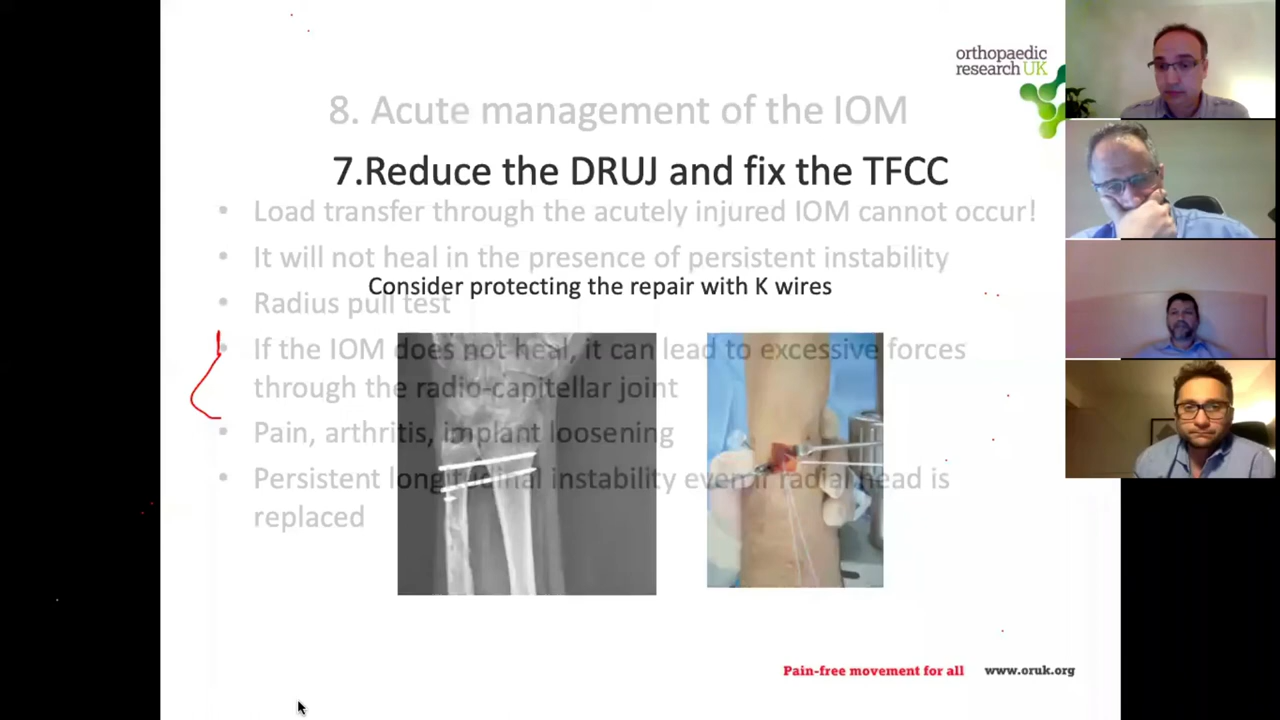 orthopaedic
researchUK
8. Acute management of the IOM
7.Reduce the DRUJ and fix the TFCC
• Load transfer through the acutely injured IOM cannot occur!
• It will not heal in the presence of persistent instability
Consider protecting the repair with K wires
• Radius pull test
• If the IOM does not heal, it can lead to excessive forces
through the radio-capitellar joint
• Pain, arthritis, implant loosening
• Persistent longitudinal instability even if radial head is
replaced
Pain-free movement for all www.oruk.org